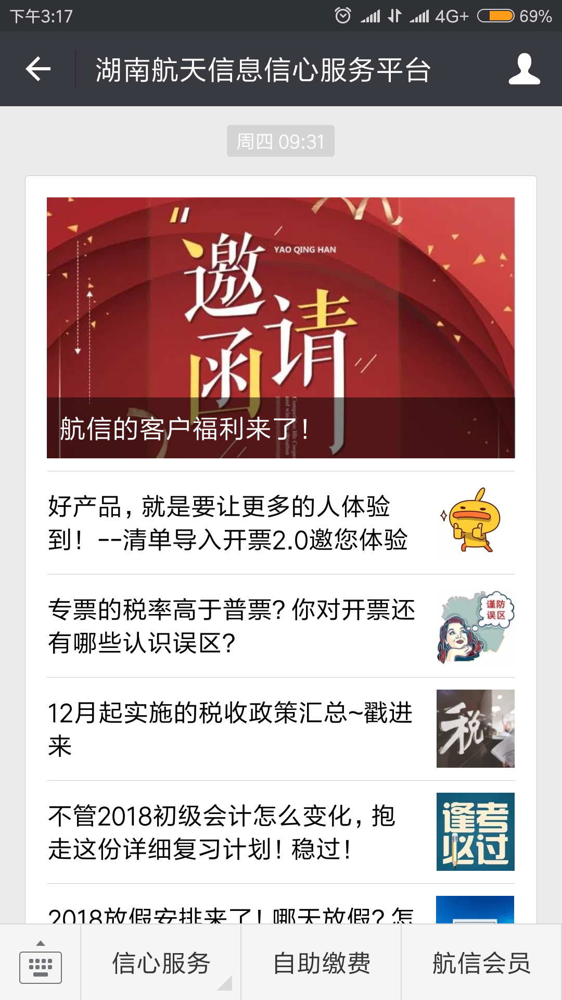 下午3:17
4G+
69%
湖南航天信息信心服务平台
周四 09:31
邀请函
YAO QING HAN
航信的客户福利来了！
好产品，就是要让更多的人体验
到！--清单导入开票2.0邀您体验
专票的税率高于普票？你对开票还
有哪些认识误区？
谨防
误区
12月起实施的税收政策汇总~戳进
来
税
不管2018初级会计怎么变化，抱
走这份详细复习计划！稳过！
逢考
必过
2018放假安排来了！哪天放假？怎
信心服务
自助缴费
航信会员